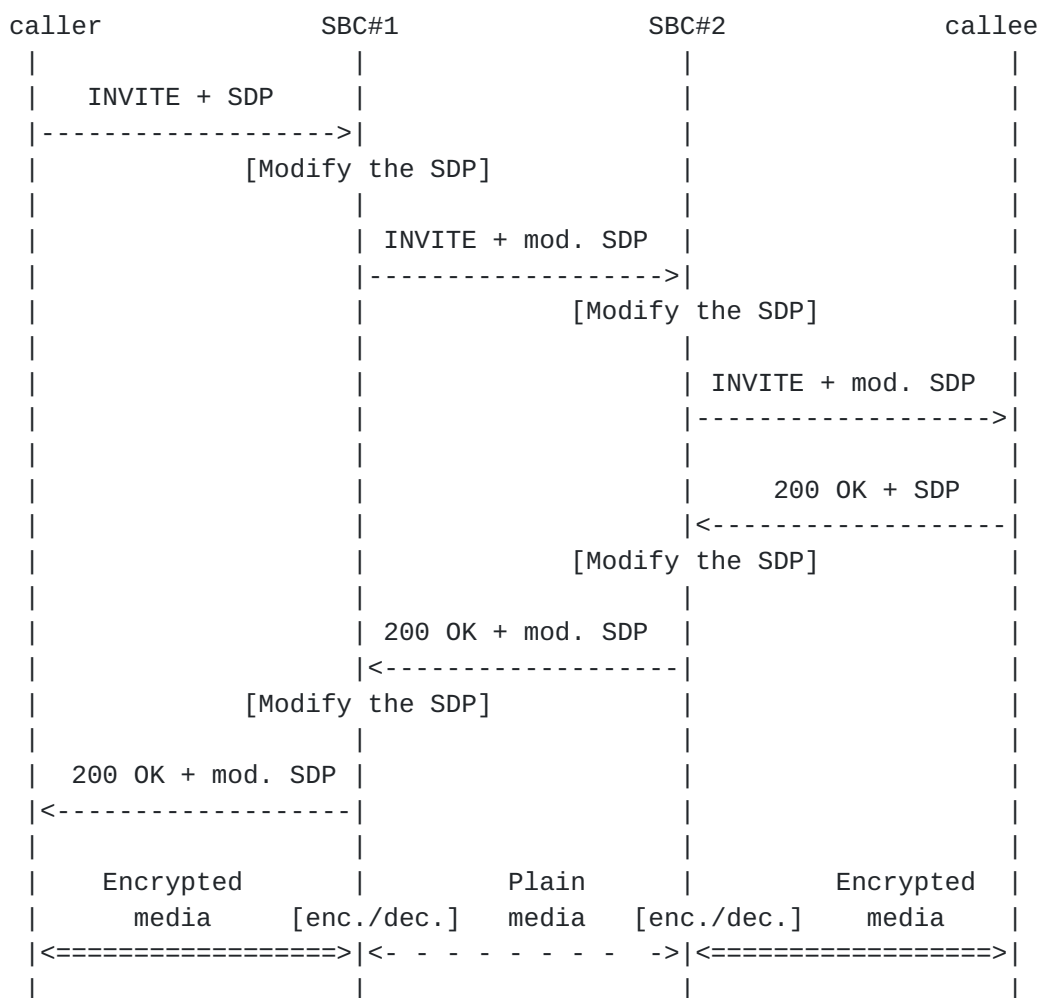 caller SBC#1 SBC#2 callee
INVITE + SDP
[Modify the SDP]
INVITE + mod. SDP
[Modify the SDP]
INVITE + mod. SDP
200 OK + SDP
[Modify the SDP]
200 OK + mod. SDP
[Modify the SDP]
200 OK + mod. SDP
Encrypted Plain Encrypted
media [enc./dec.] media [enc./dec.] media